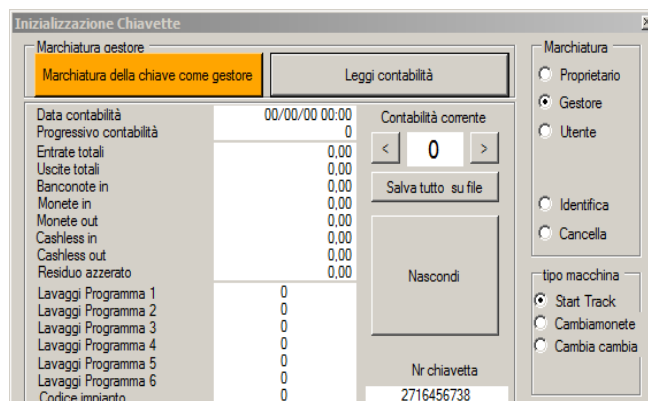 Inizializzazione Chiavette
Marchiatura gestore
Marchiatura della chiave come gestore
Leggi contabilità
Data contabilità 00/00/00 00:00
Progressivo contabilità 0
Entrate totali 0,00
Uscite totali 0,00
Banconote in 0,00
Monete in 0,00
Monete out 0,00
Cashless in 0,00
Cashless out 0,00
Residuo azzerato 0,00
Lavaggi Programma 1 0
Lavaggi Programma 2 0
Lavaggi Programma 3 0
Lavaggi Programma 4 0
Lavaggi Programma 5 0
Lavaggi Programma 6 0
Codice impianto 0
Contabilità corrente
< 0 >
Salva tutto su file
Nascondi
Nr chiavetta
2716456738
Marchiatura
Proprietario
Gestore
Utente
Identifica
Cancella
tipo macchina
Start Track
Cambiamonete
Cambia cambia